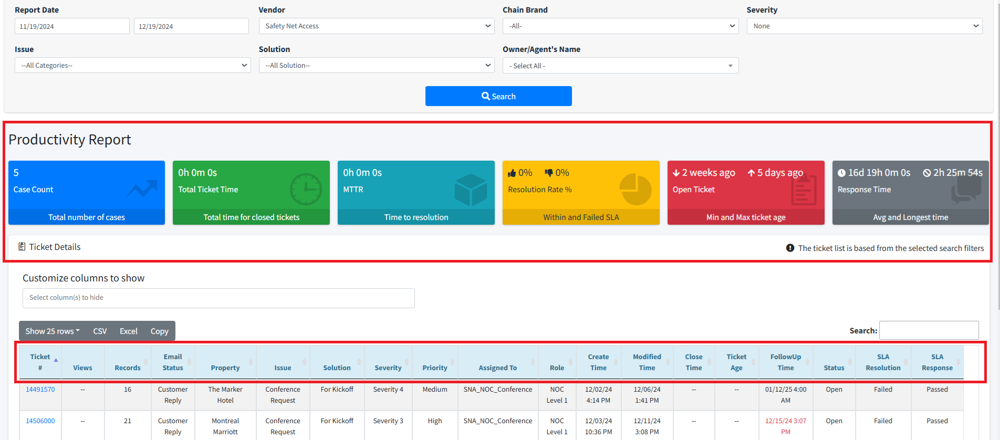 Report Date Vendor Chain Brand Severity
11/19/2024 12/19/2024 Safety Net Access -All- None
Issue Solution Owner/Agent's Name
--All Categories-- --All Solution-- - Select All -
Search
Productivity Report
5 0h 0m 0s 0h 0m 0s 0% 0% 2 weeks ago 5 days ago 16d 19h 0m 0s 2h 25m 54s
Case Count Total Ticket Time MTTR Resolution Rate % Open Ticket Response Time
Total number of cases Total time for closed tickets Time to resolution Within and Failed SLA Min and Max ticket age Avg and Longest time
Ticket Details The ticket list is based from the selected search filters
Customize columns to show
Select column(s) to hide
Show 25 rows CSV Excel Copy Search:
Ticket Email Create Modified Close Ticket FollowUp SLA SLA
# Views Records Status Property Issue Solution Severity Priority Assigned To Role Time Time Time Age Time Status Resolution Response
14491570 -- 16 Customer The Marker Conference For Kickoff Severity 4 Medium SNA_NOC_Conference NOC 12/02/24 12/06/24 -- -- 01/12/25 4:00 Open Failed Passed
Reply Hotel Request Level 1 4:14 PM 1:41 PM AM
14506000 -- 21 Customer Montreal Conference For Kickoff Severity 3 High SNA_NOC_Conference NOC 12/03/24 12/11/24 -- -- 12/15/24 3:07 Open Failed Passed
Reply Marriott Request Level 1 10:36 PM 3:08 PM PM